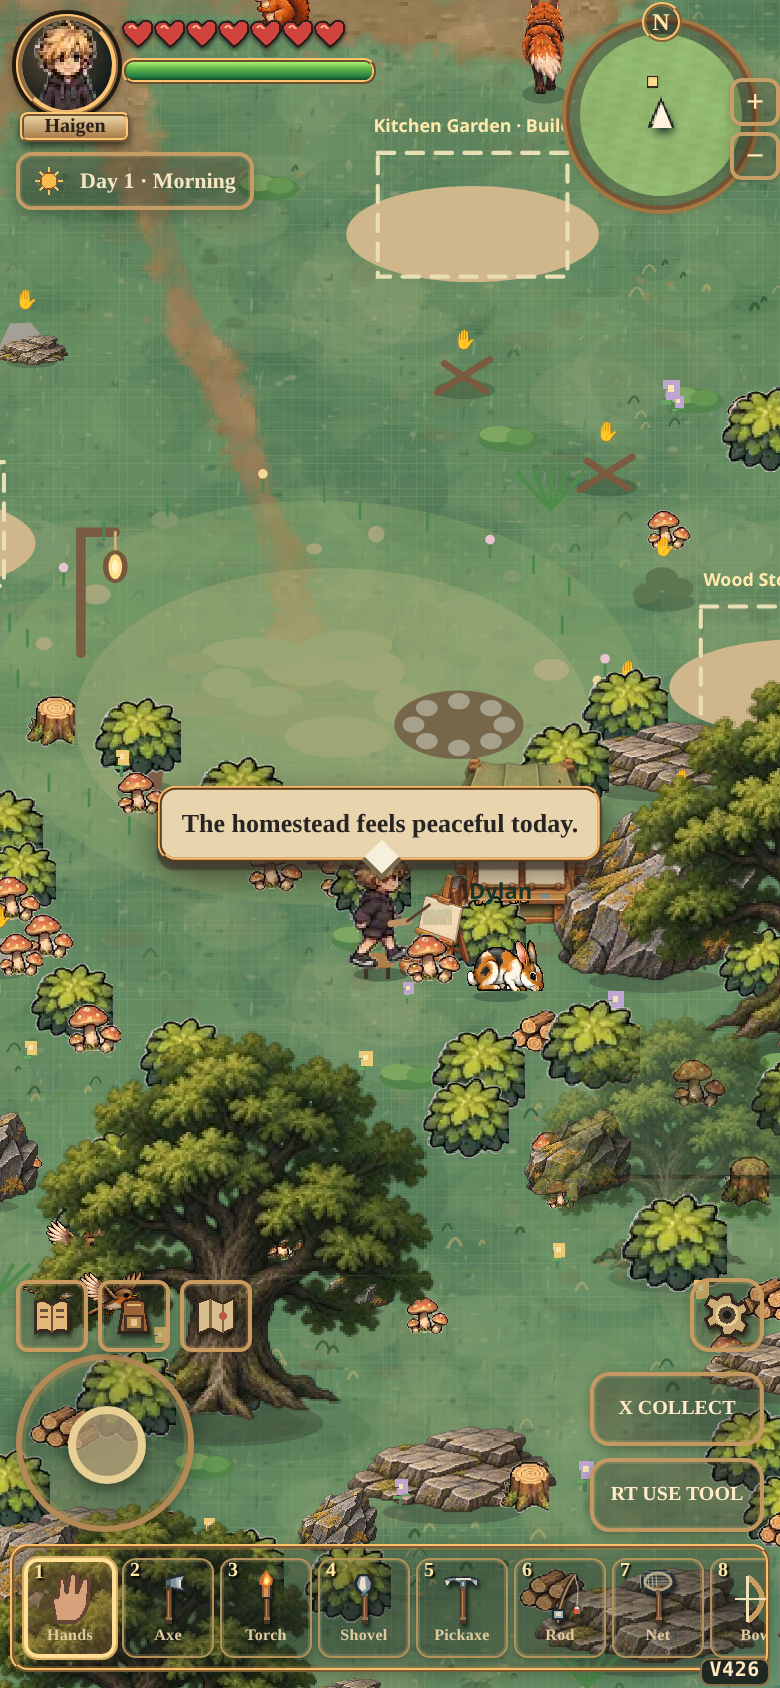 N
Haigen
+
Kitchen Garden · Buil
−
Day 1 · Morning
Wood Sto
The homestead feels peaceful today.
Dylan
X COLLECT
RT USE TOOL
1
Hands
2
Axe
3
Torch
4
Shovel
5
Pickaxe
6
Rod
7
Net
8
Bow
V426